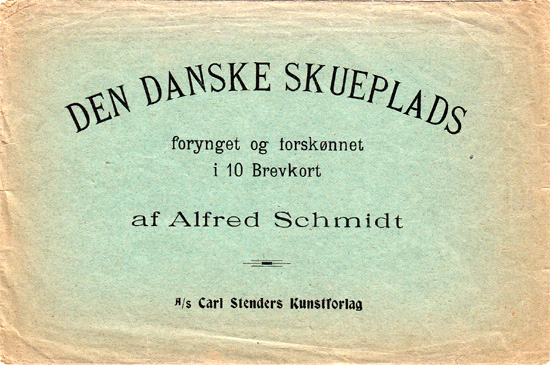 DEN DANSKE SKUEPLADS
forynget og forskønnet
i 10 Brevkort
af Alfred Schmidt
A/s Carl Stenders Kunstforlag